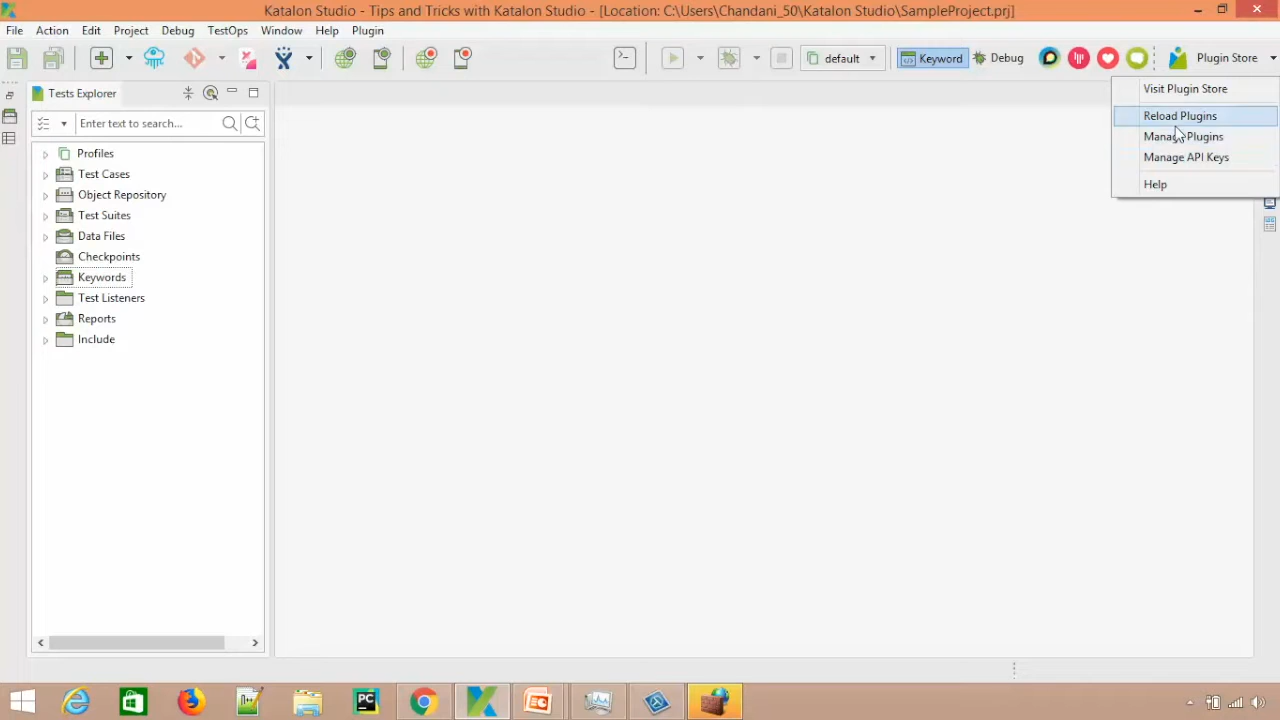 Katalon Studio - Tips and Tricks with Katalon Studio - [Location: C:\Users\Chandani_50\Katalon Studio\SampleProject.prj]
File Action Edit Project Debug TestOps Window Help Plugin
default Keyword Debug Plugin Store
Tests Explorer
Enter text to search...
Profiles
Test Cases
Object Repository
Test Suites
Data Files
Checkpoints
Keywords
Test Listeners
Reports
Include
Visit Plugin Store
Reload Plugins
Manage Plugins
Manage API Keys
Help
PC